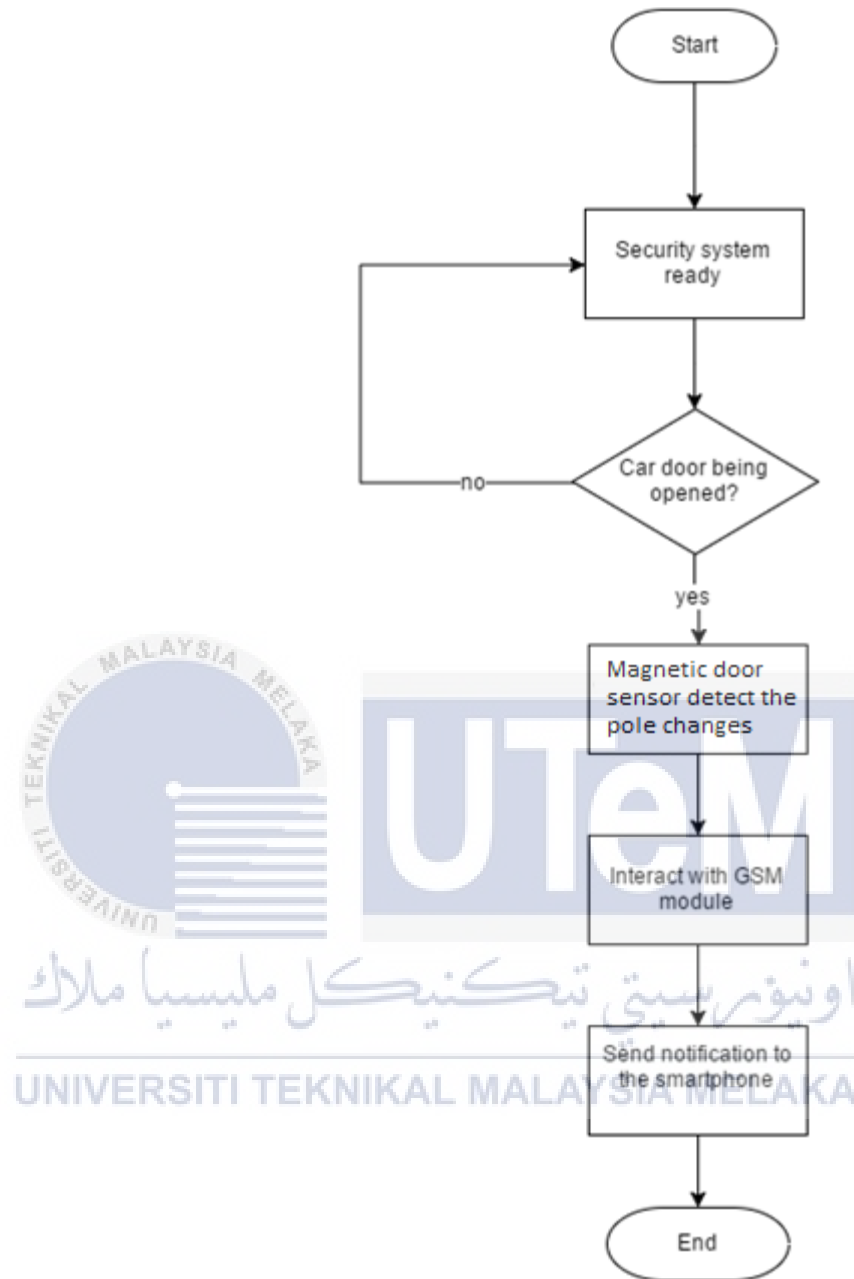 Start
Security system
ready
Car door being
opened?
no
yes
Magnetic door
sensor detect the
pole changes
Interact with GSM
module
Send notification to
the smartphone
End
UNIVERSITI TEKNIKAL MALAYSIA MELAKA
UTeM
اونيۏرسيتي تيكنيكل مليسيا ملاك
UNIVERSITI TEKNIKAL MALAYSIA MELAKA